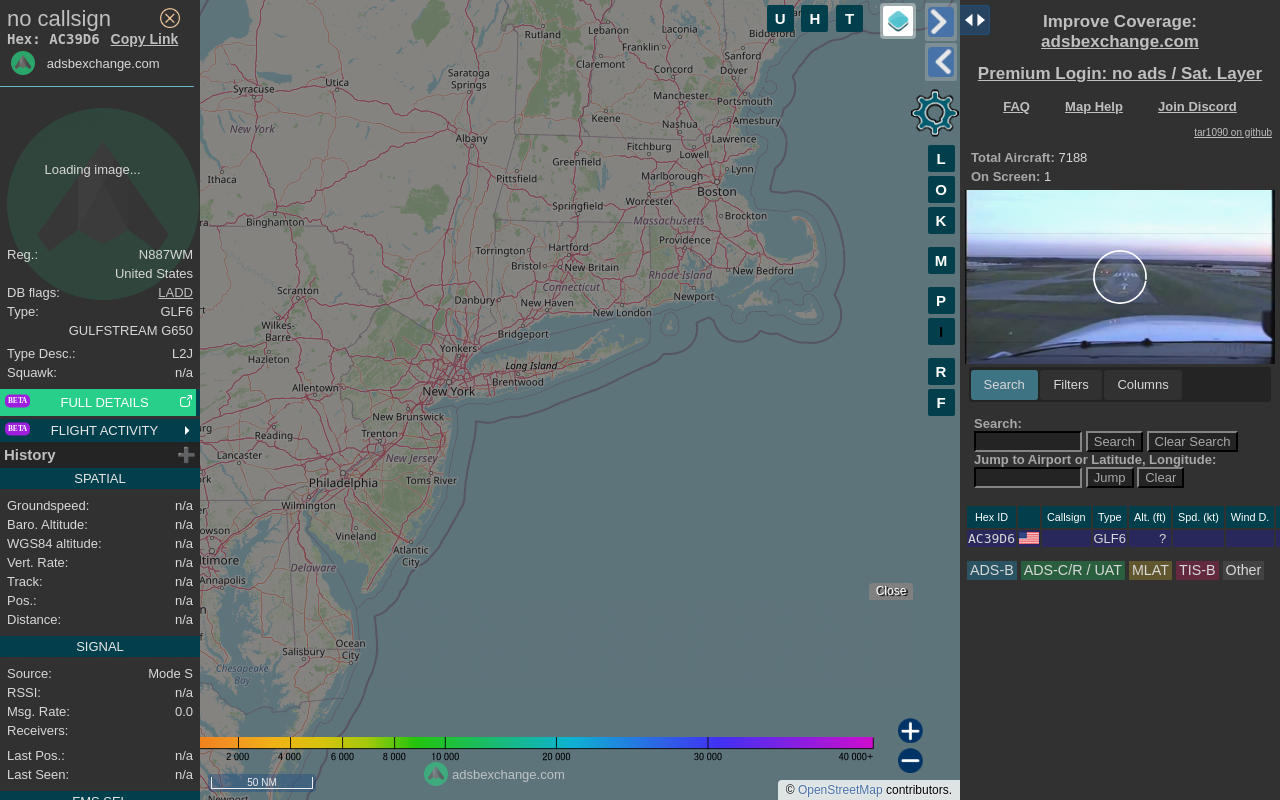 no callsign
Hex: AC39D6 Copy Link
adsbexchange.com
Loading image...
Reg.: N887WM
United States
DB flags: LADD
Type: GLF6
GULFSTREAM G650
Type Desc.: L2J
Squawk: n/a
BETA FULL DETAILS
BETA FLIGHT ACTIVITY
History
SPATIAL
Groundspeed: n/a
Baro. Altitude: n/a
WGS84 altitude: n/a
Vert. Rate: n/a
Track: n/a
Pos.: n/a
Distance: n/a
SIGNAL
Source: Mode S
RSSI: n/a
Msg. Rate: 0.0
Receivers:
Last Pos.: n/a
Last Seen: n/a
FMS SEL
U H T
L
O
K
M
P
I
R
F
Rutland
Lebanon
Laconia
Biddeford
Franklin
Sanford
Claremont
Concord
Dover
Utica
Saratoga
Springs
Syracuse
Manchester
Portsmouth
Keene
Nashua
Amesbury
New York
Albany
Lawrence
Fitchburg
Lowell
Greenfield
Lynn
Marlborough
Ithaca
Pittsfield
Boston
Worcester
Springfield
Binghamton
Massachusetts
Brockton
Providence
Hartford
Torrington
Bristol
New Britain
New Bedford
Rhode Island
Connecticut
Scranton
Danbury
New Haven
Newport
New London
Wilkes-
Barre
Bridgeport
Yonkers
Hazleton
Long Island
Brentwood
Allentown
New York
New Brunswick
Reading
Trenton
Lancaster
New Jersey
Philadelphia
Toms River
Wilmington
Vineland
Atlantic
City
Annapolis
Delaware
Ocean
City
Salisbury
Chesapeake
Bay
Newport
Close
2 000 4 000 6 000 8 000 10 000 20 000 30 000 40 000+
adsbexchange.com
50 NM
© OpenStreetMap contributors.
Improve Coverage:
adsbexchange.com
Premium Login: no ads / Sat. Layer
FAQ Map Help Join Discord
tar1090 on github
Total Aircraft: 7188
On Screen: 1
Search Filters Columns
Search:
Search Clear Search
Jump to Airport or Latitude, Longitude:
Jump Clear
Hex ID Callsign Type Alt. (ft) Spd. (kt) Wind D.
AC39D6 GLF6 ?
ADS-B ADS-C/R / UAT MLAT TIS-B Other